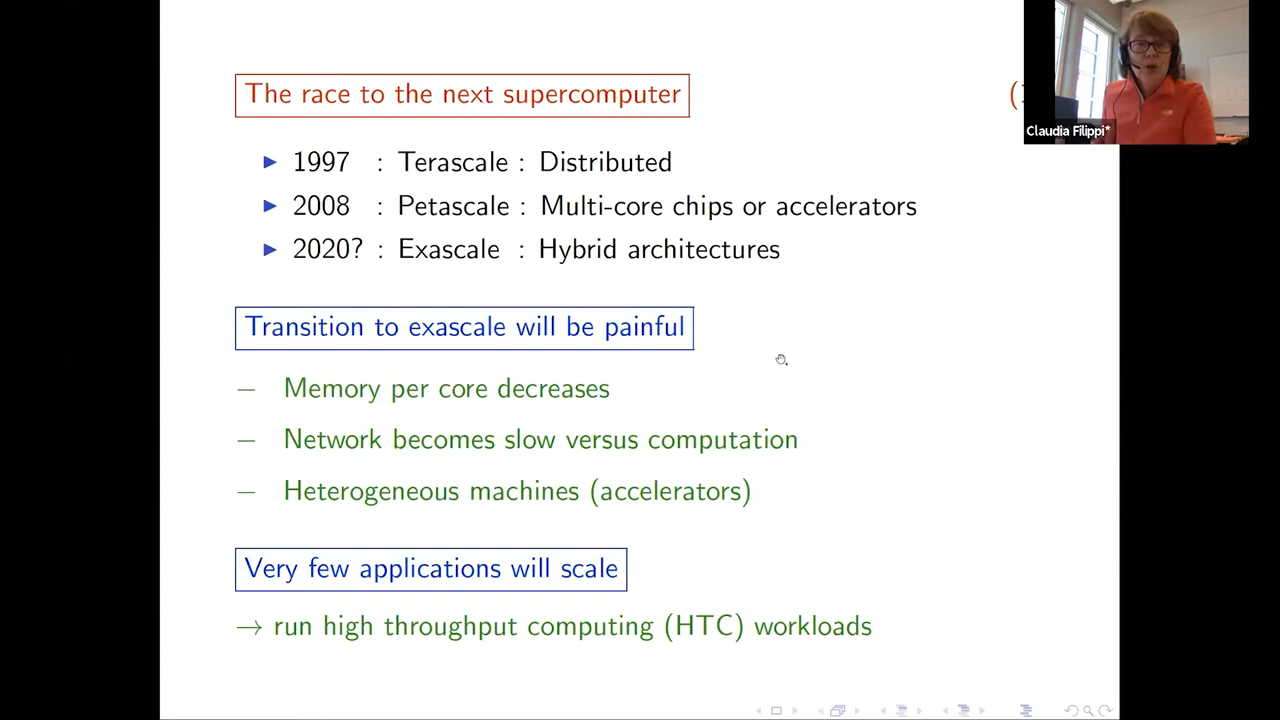 The race to the next supercomputer
▶ 1997 : Terascale : Distributed
▶ 2008 : Petascale : Multi-core chips or accelerators
▶ 2020? : Exascale : Hybrid architectures
Transition to exascale will be painful
— Memory per core decreases
— Network becomes slow versus computation
— Heterogeneous machines (accelerators)
Very few applications will scale
→ run high throughput computing (HTC) workloads
Claudia Filippi*